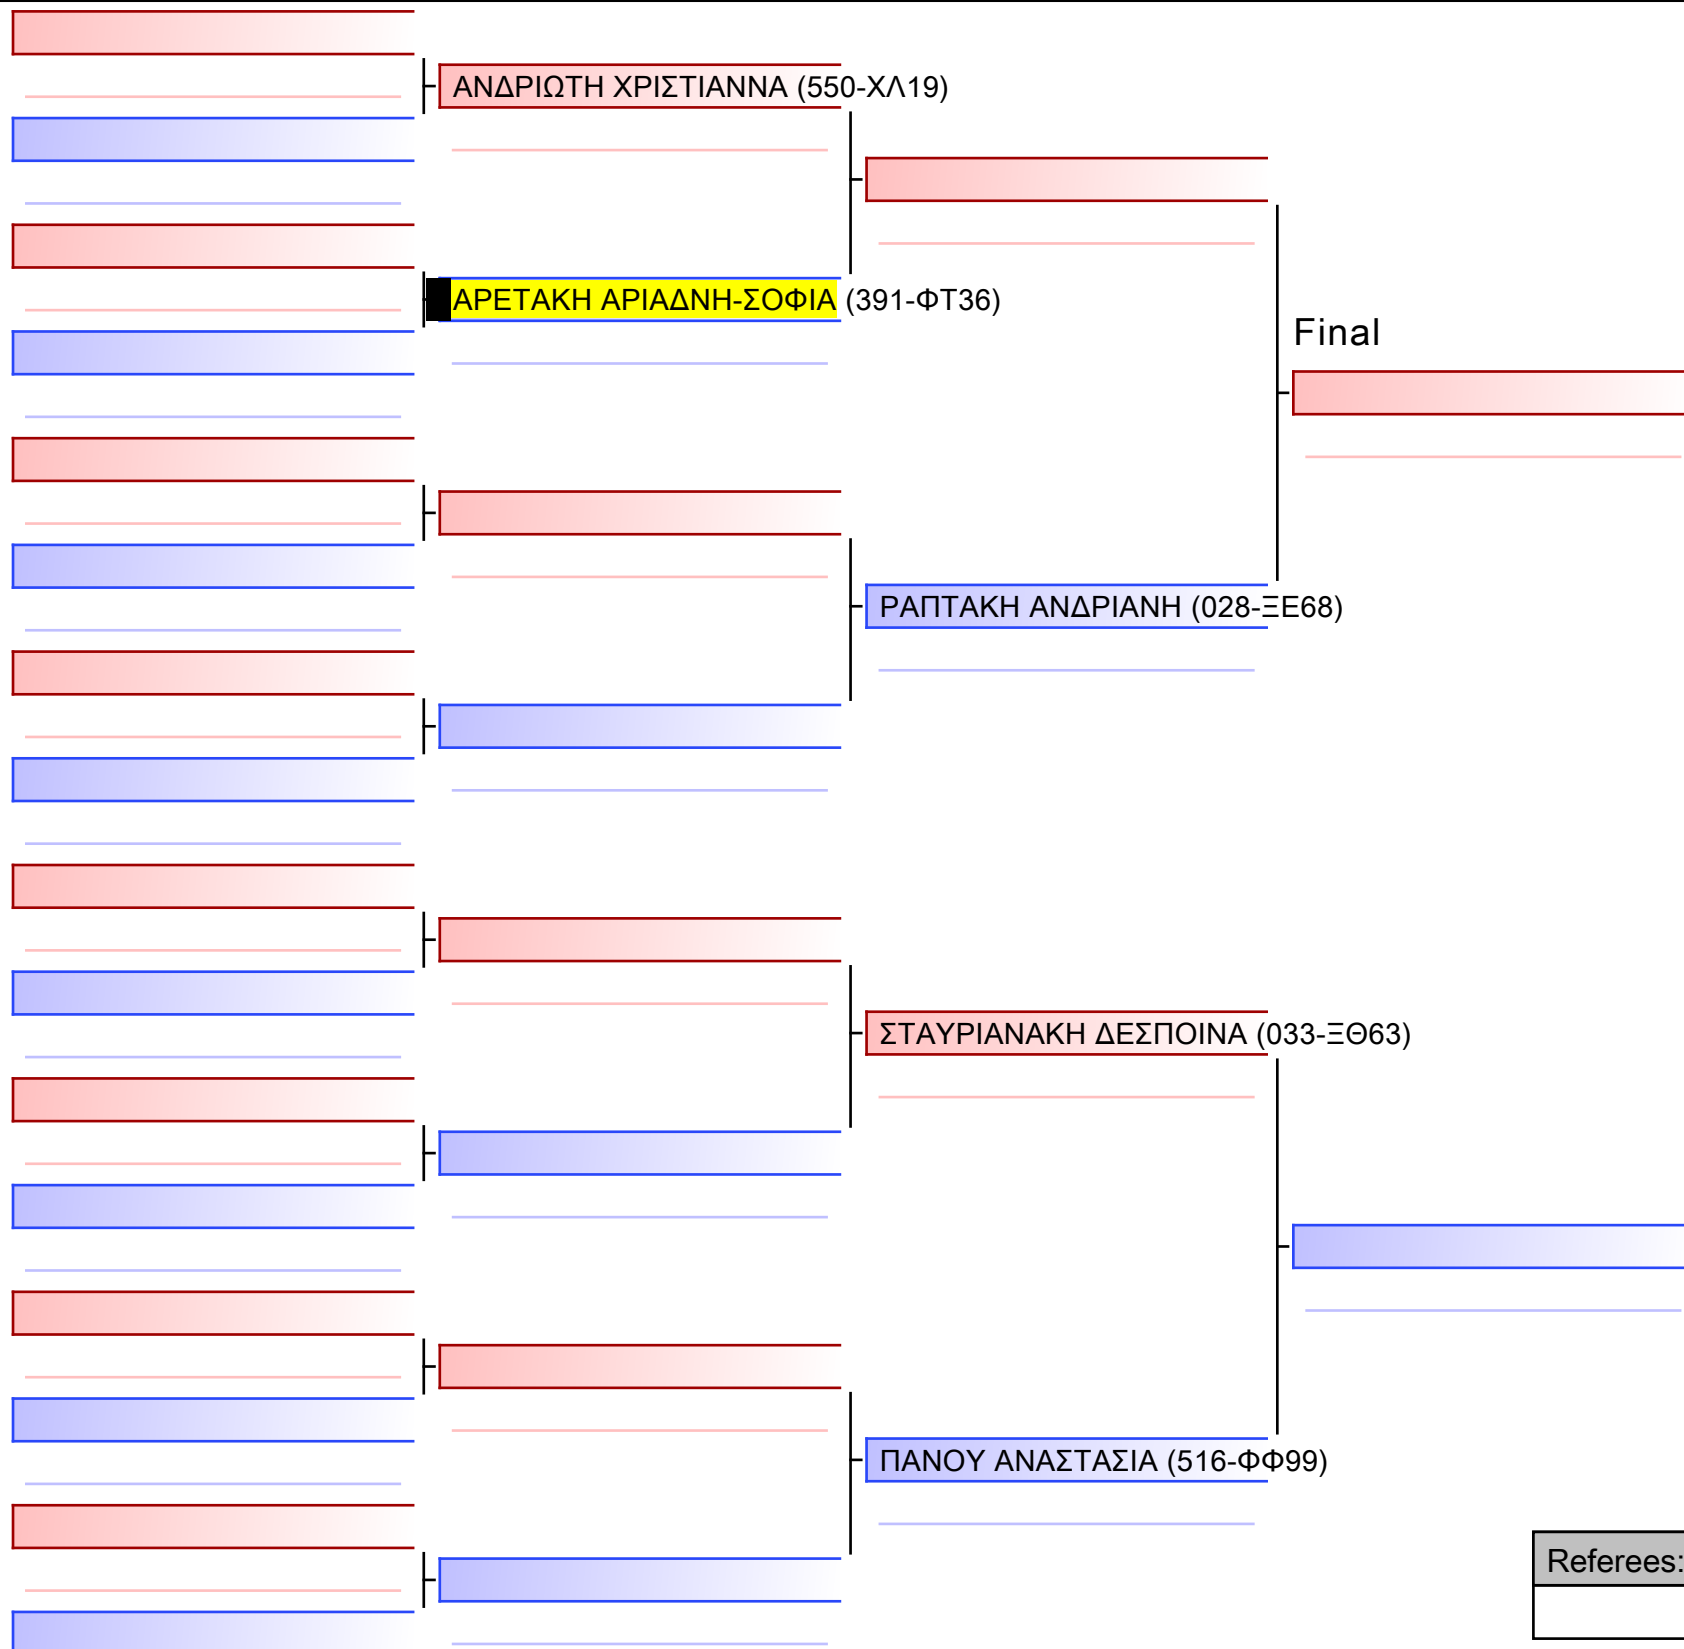 ΑΝΔΡΙΩΤΗ ΧΡΙΣΤΙΑΝΝΑ (550-ΧΛ19)
ΑΡΕΤΑΚΗ ΑΡΙΑΔΝΗ-ΣΟΦΙΑ (391-ΦΤ36)
Final
ΡΑΠΤΑΚΗ ΑΝΔΡΙΑΝΗ (028-ΞΕ68)
ΣΤΑΥΡΙΑΝΑΚΗ ΔΕΣΠΟΙΝΑ (033-ΞΘ63)
ΠΑΝΟΥ ΑΝΑΣΤΑΣΙΑ (516-ΦΦ99)
Referees: